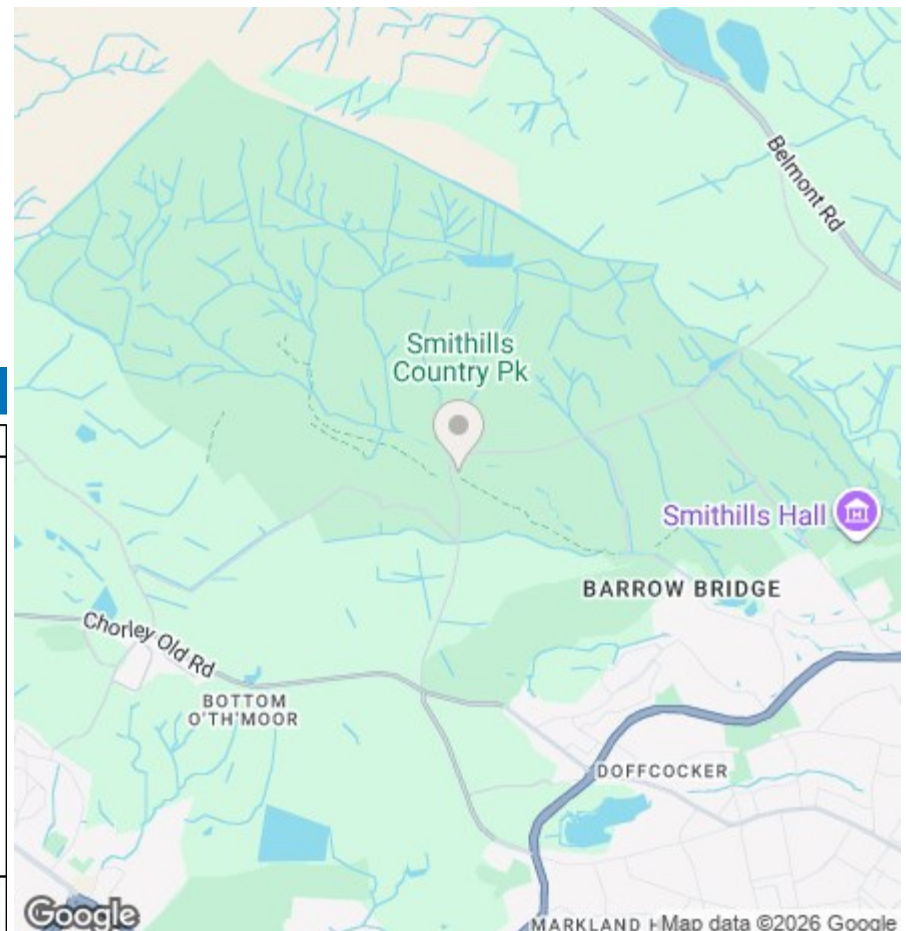 Belmont Rd
Smithills
Country Pk
Smithills Hall
BARROW BRIDGE
Chorley Old Rd
BOTTOM
O'TH'MOOR
DOFFCOCKER
Google
MARKLAND
Map data ©2026 Google